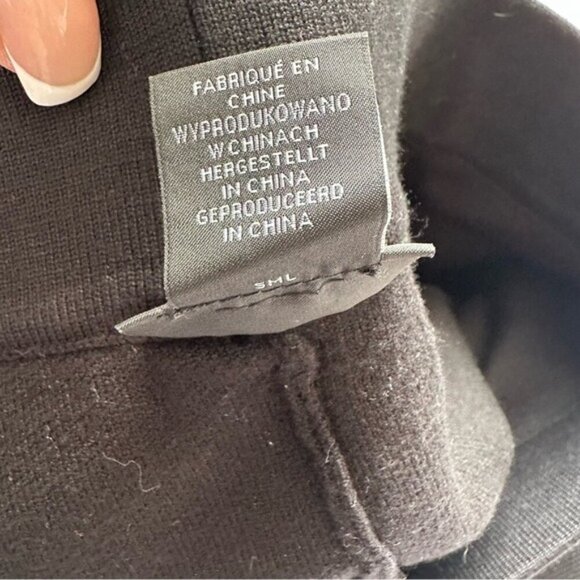 FABRIQUÉ EN
CHINE
WYPRODUKOWANO
W CHINACH
HERGESTELLT
IN CHINA
GEPRODUCEERD
IN CHINA
SML